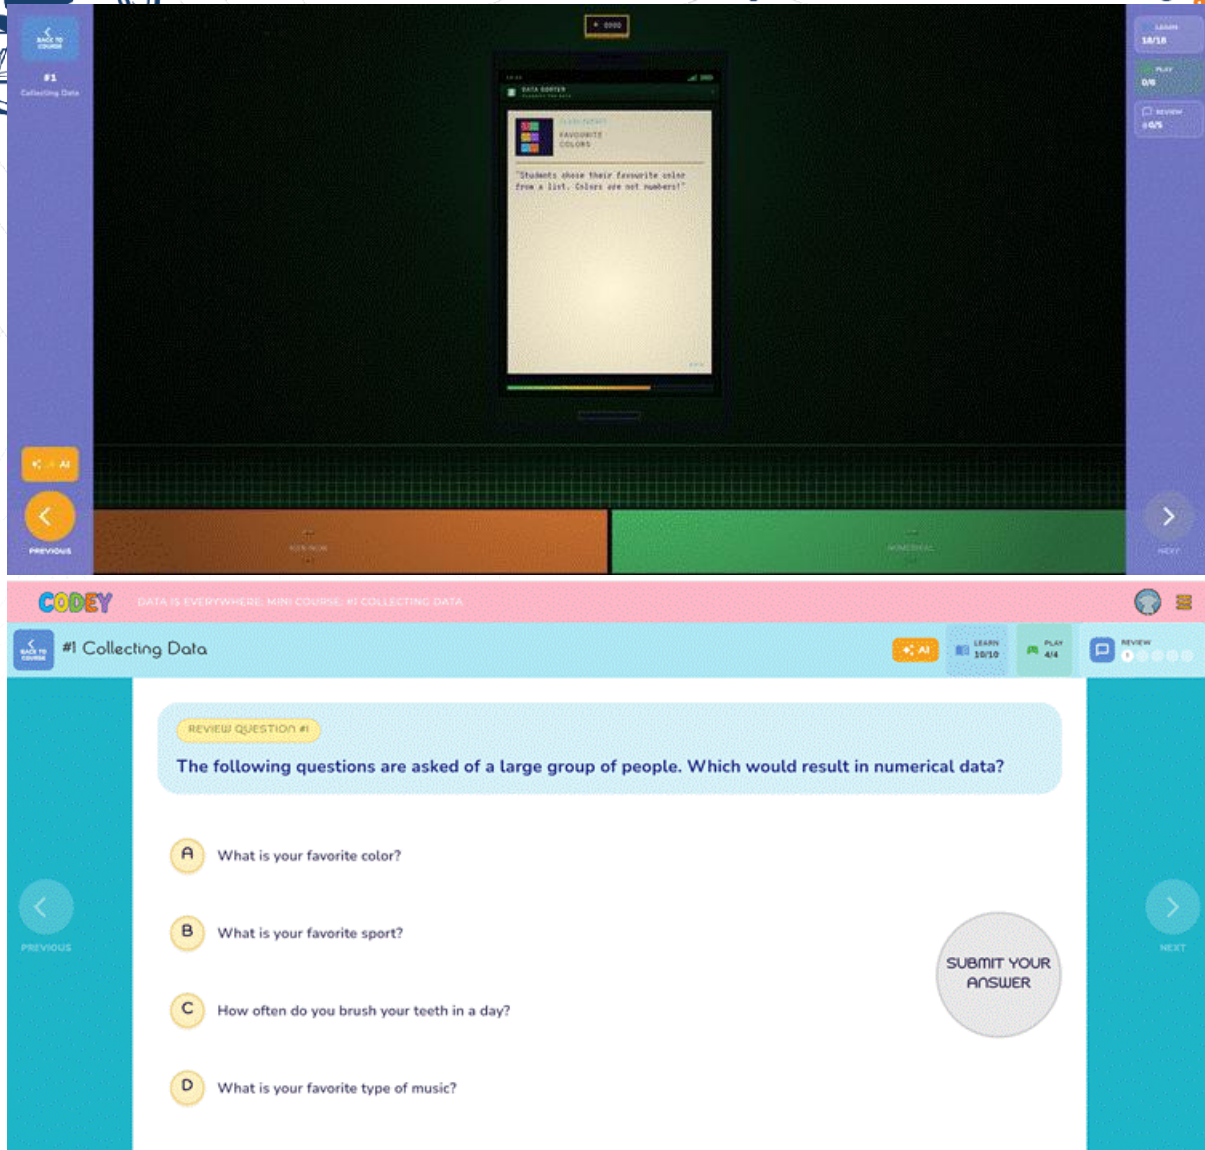 BACK TO
COURSE
#1
Collecting Data
LEARN
10/10
PLAY
0/6
REVIEW
0/5
0000
DATA SORTER
FAVOURITE
COLORS
"Students chose their favourite color
from a list. Colors are not numbers!"
AI
PREVIOUS
NUMERICAL
NEXT
CODEY
DATA IS EVERYWHERE: MINI COURSE: #1 COLLECTING DATA
BACK TO
COURSE
#1 Collecting Data
AI
LEARN
10/10
PLAY
4/4
REVIEW
1
REVIEW QUESTION #1
The following questions are asked of a large group of people. Which would result in numerical data?
A What is your favorite color?
B What is your favorite sport?
C How often do you brush your teeth in a day?
D What is your favorite type of music?
SUBMIT YOUR
ANSWER
PREVIOUS
NEXT